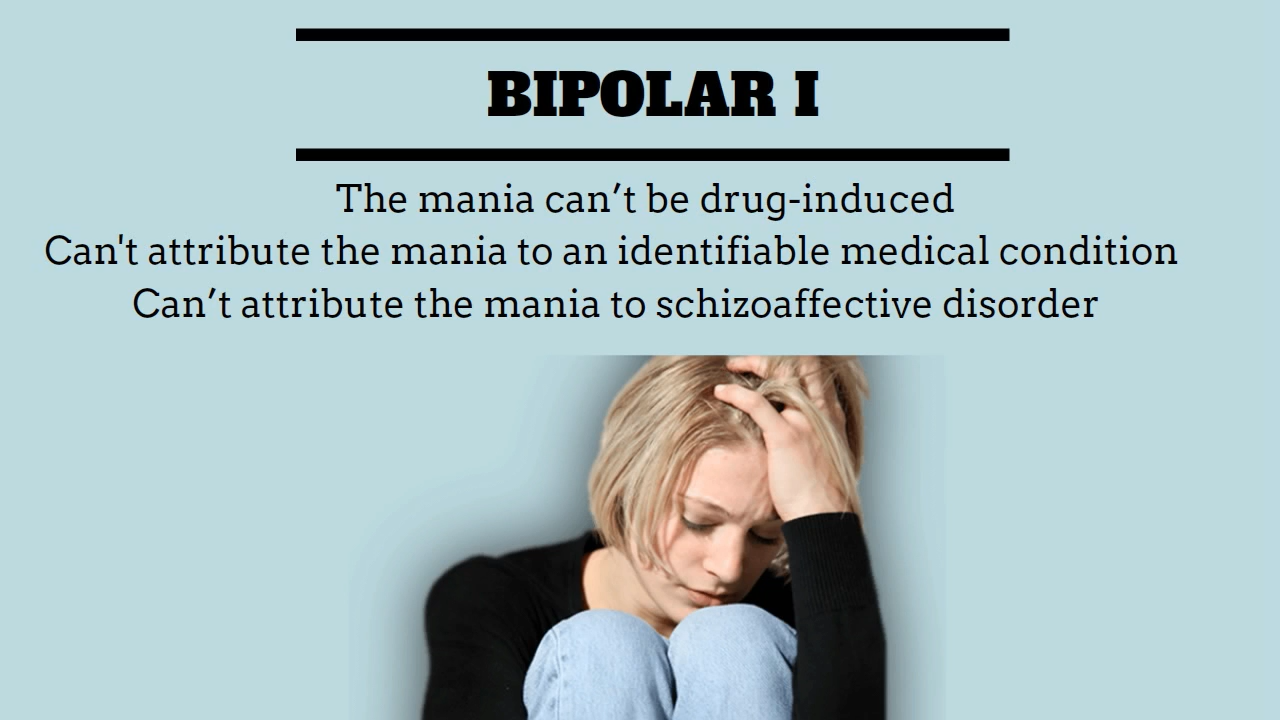 BIPOLAR I
The mania can’t be drug-induced
Can't attribute the mania to an identifiable medical condition
Can’t attribute the mania to schizoaffective disorder